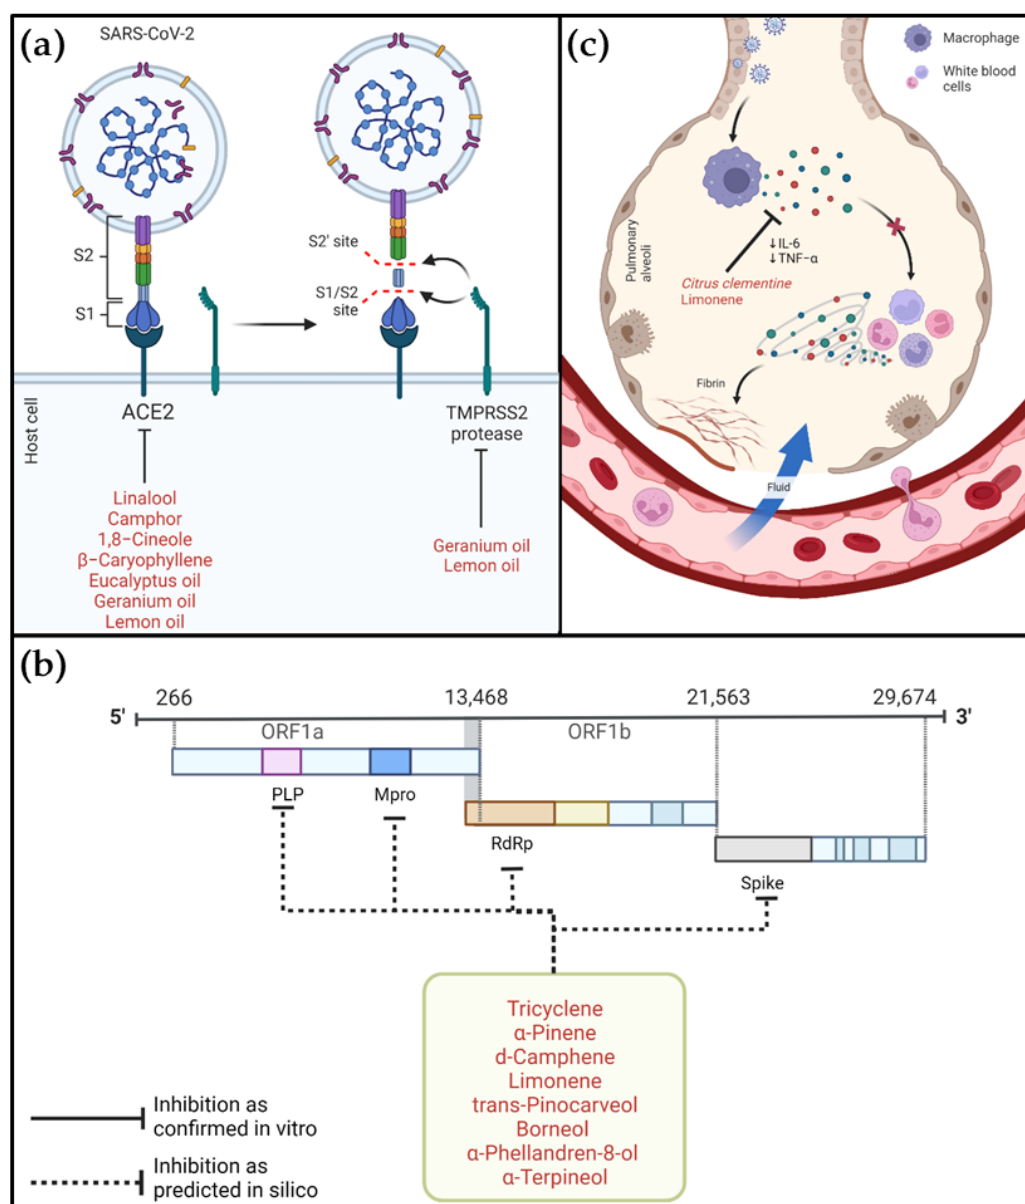 (a)
SARS-CoV-2
S2
S1
S2' site
S1/S2
site
Host cell
ACE2
TMPRSS2
protease
Linalool
Camphor
1,8-Cineole
β-Caryophyllene
Eucalyptus oil
Geranium oil
Lemon oil
Geranium oil
Lemon oil
(c)
Macrophage
White blood
cells
Pulmonary
alveoli
↓IL-6
↓TNF-α
Citrus clementine
Limonene
Fibrin
Fluid
(b)
266
13,468
21,563
29,674
5'
3'
ORF1a
ORF1b
PLP
Mpro
RdRp
Spike
Tricyclene
α-Pinene
d-Camphene
Limonene
trans-Pinocarveol
Borneol
α-Phellandren-8-ol
α-Terpineol
Inhibition as
confirmed in vitro
Inhibition as
predicted in silico